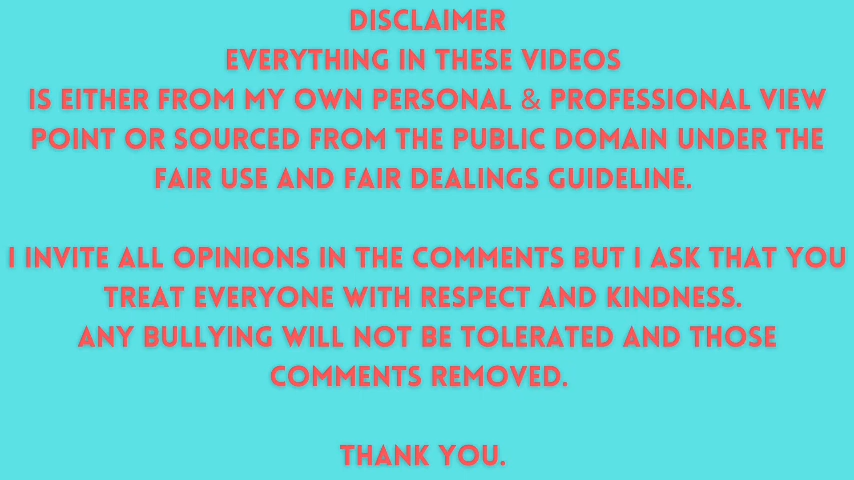 DISCLAIMER
EVERYTHING IN THESE VIDEOS
IS EITHER FROM MY OWN PERSONAL & PROFESSIONAL VIEW
POINT OR SOURCED FROM THE PUBLIC DOMAIN UNDER THE
FAIR USE AND FAIR DEALINGS GUIDELINE.
I INVITE ALL OPINIONS IN THE COMMENTS BUT I ASK THAT YOU
TREAT EVERYONE WITH RESPECT AND KINDNESS.
ANY BULLYING WILL NOT BE TOLERATED AND THOSE
COMMENTS REMOVED.
THANK YOU.